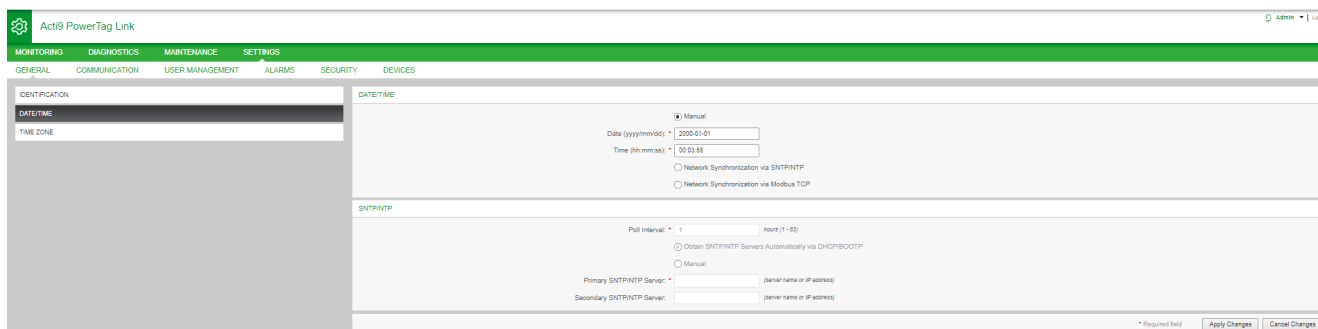 Acti9 PowerTag Link
Admin
MONITORING DIAGNOSTICS MAINTENANCE SETTINGS
GENERAL COMMUNICATION USER MANAGEMENT ALARMS SECURITY DEVICES
IDENTIFICATION
DATE/TIME
TIME ZONE
DATE/TIME
Manual
Date (yyyy/mm/dd): * 2000-01-01
Time (hh:mm:ss): * 00:03:58
Network Synchronization via SNTP/NTP
Network Synchronization via Modbus TCP
SNTP/NTP
Poll Interval: * 1 hours (1 - 63)
Obtain SNTP/NTP Servers Automatically via DHCP/BOOTP
Manual
Primary SNTP/NTP Server: * (server name or IP address)
Secondary SNTP/NTP Server: (server name or IP address)
* Required field Apply Changes Cancel Changes